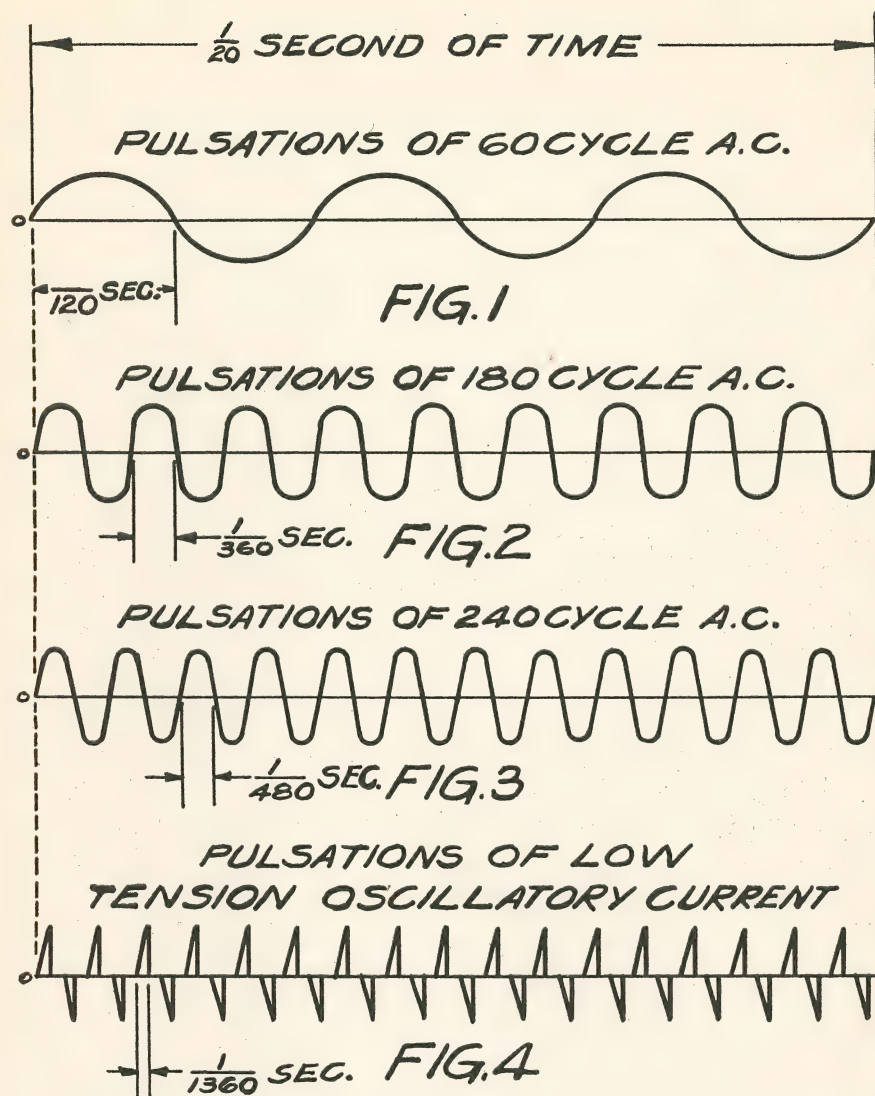 1/20 SECOND OF TIME
PULSATIONS OF 60 CYCLE A.C.
0
1/120 SEC.
FIG. 1
PULSATIONS OF 180 CYCLE A.C.
0
1/360 SEC. FIG. 2
PULSATIONS OF 240 CYCLE A.C.
0
1/480 SEC. FIG. 3
PULSATIONS OF LOW
TENSION OSCILLATORY CURRENT
0
1/1360 SEC. FIG. 4